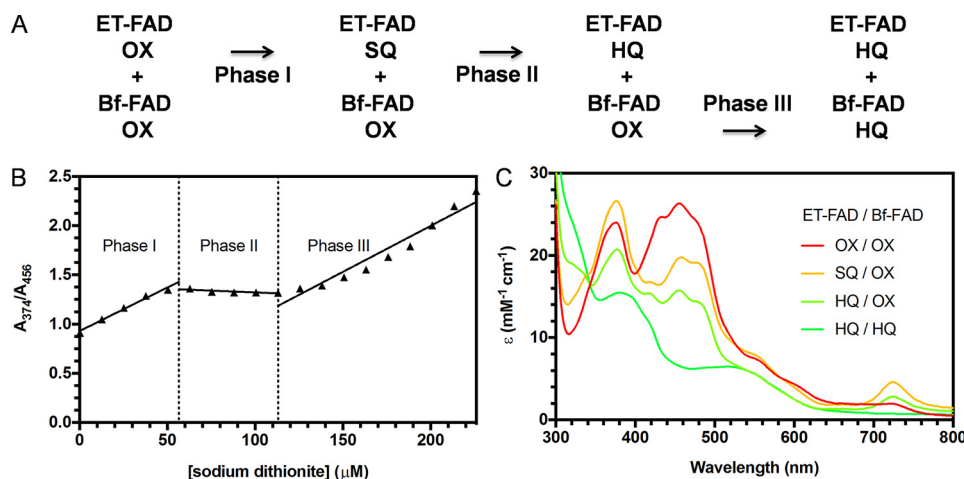 A
ET-FAD
OX
+
Bf-FAD
OX
Phase I
ET-FAD
SQ
+
Bf-FAD
OX
Phase II
ET-FAD
HQ
+
Bf-FAD
OX
Phase III
ET-FAD
HQ
+
Bf-FAD
HQ
B
A374/A456
2.5
2.0
1.5
1.0
0.5
0.0
Phase I
Phase II
Phase III
0 50 100 150 200
[sodium dithionite] (μM)
C
ε (mM⁻¹ cm⁻¹)
30
20
10
0
ET-FAD / Bf-FAD
OX / OX
SQ / OX
HQ / OX
HQ / HQ
300 400 500 600 700 800
Wavelength (nm)